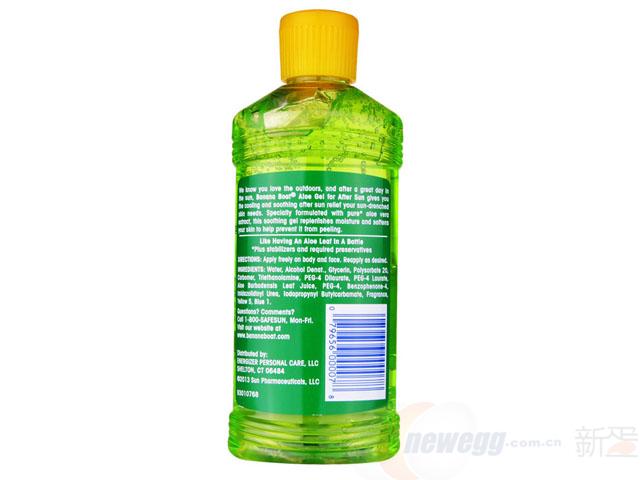 We know you love the outdoors, and after a great day in
the sun, Banana Boat® Aloe Gel for After Sun gives you
the cooling and soothing after sun relief your sun-drenched
skin needs. Specially formulated with pure* aloe vera
extract, this soothing gel replenishes moisture and softens
your skin to help prevent it from peeling.
Like Having An Aloe Leaf In A Bottle
*Plus stabilizers and required preservatives
DIRECTIONS: Apply freely on body and face. Reapply as desired.
INGREDIENTS: Water, Alcohol Denat., Glycerin, Polysorbate 20,
Carbomer, Triethanolamine, PEG-4 Dilaurate, PEG-4 Laurate,
Aloe Barbadensis Leaf Juice, PEG-4, Benzophenone-4,
Imidazolidinyl Urea, Iodopropynyl Butylcarbamate, Fragrance,
Yellow 5, Blue 1.
Questions? Comments?
Call 1-800-SAFESUN, Mon-Fri.
Visit our website at
www.bananaboat.com
Distributed by:
ENERGIZER PERSONAL CARE, LLC
SHELTON, CT 06484
©2013 Sun Pharmaceuticals, LLC
93010768
0 79656 00007 8
newegg.com.cn 新蛋